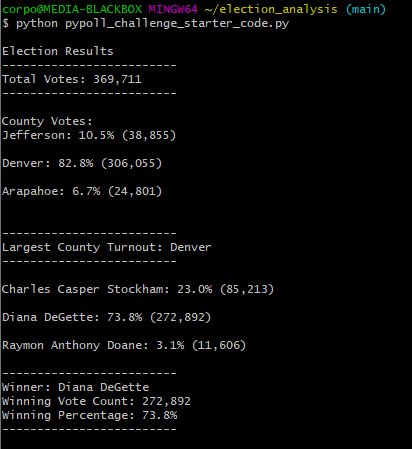 corpo@MEDIA-BLACKBOX MINGW64 ~/election_analysis (main)
$ python pypoll_challenge_starter_code.py
Election Results
-------------------------
Total Votes: 369,711
-------------------------
County Votes:
Jefferson: 10.5% (38,855)
Denver: 82.8% (306,055)
Arapahoe: 6.7% (24,801)
-------------------------
Largest County Turnout: Denver
-------------------------
Charles Casper Stockham: 23.0% (85,213)
Diana DeGette: 73.8% (272,892)
Raymon Anthony Doane: 3.1% (11,606)
-------------------------
Winner: Diana DeGette
Winning Vote Count: 272,892
Winning Percentage: 73.8%
-------------------------